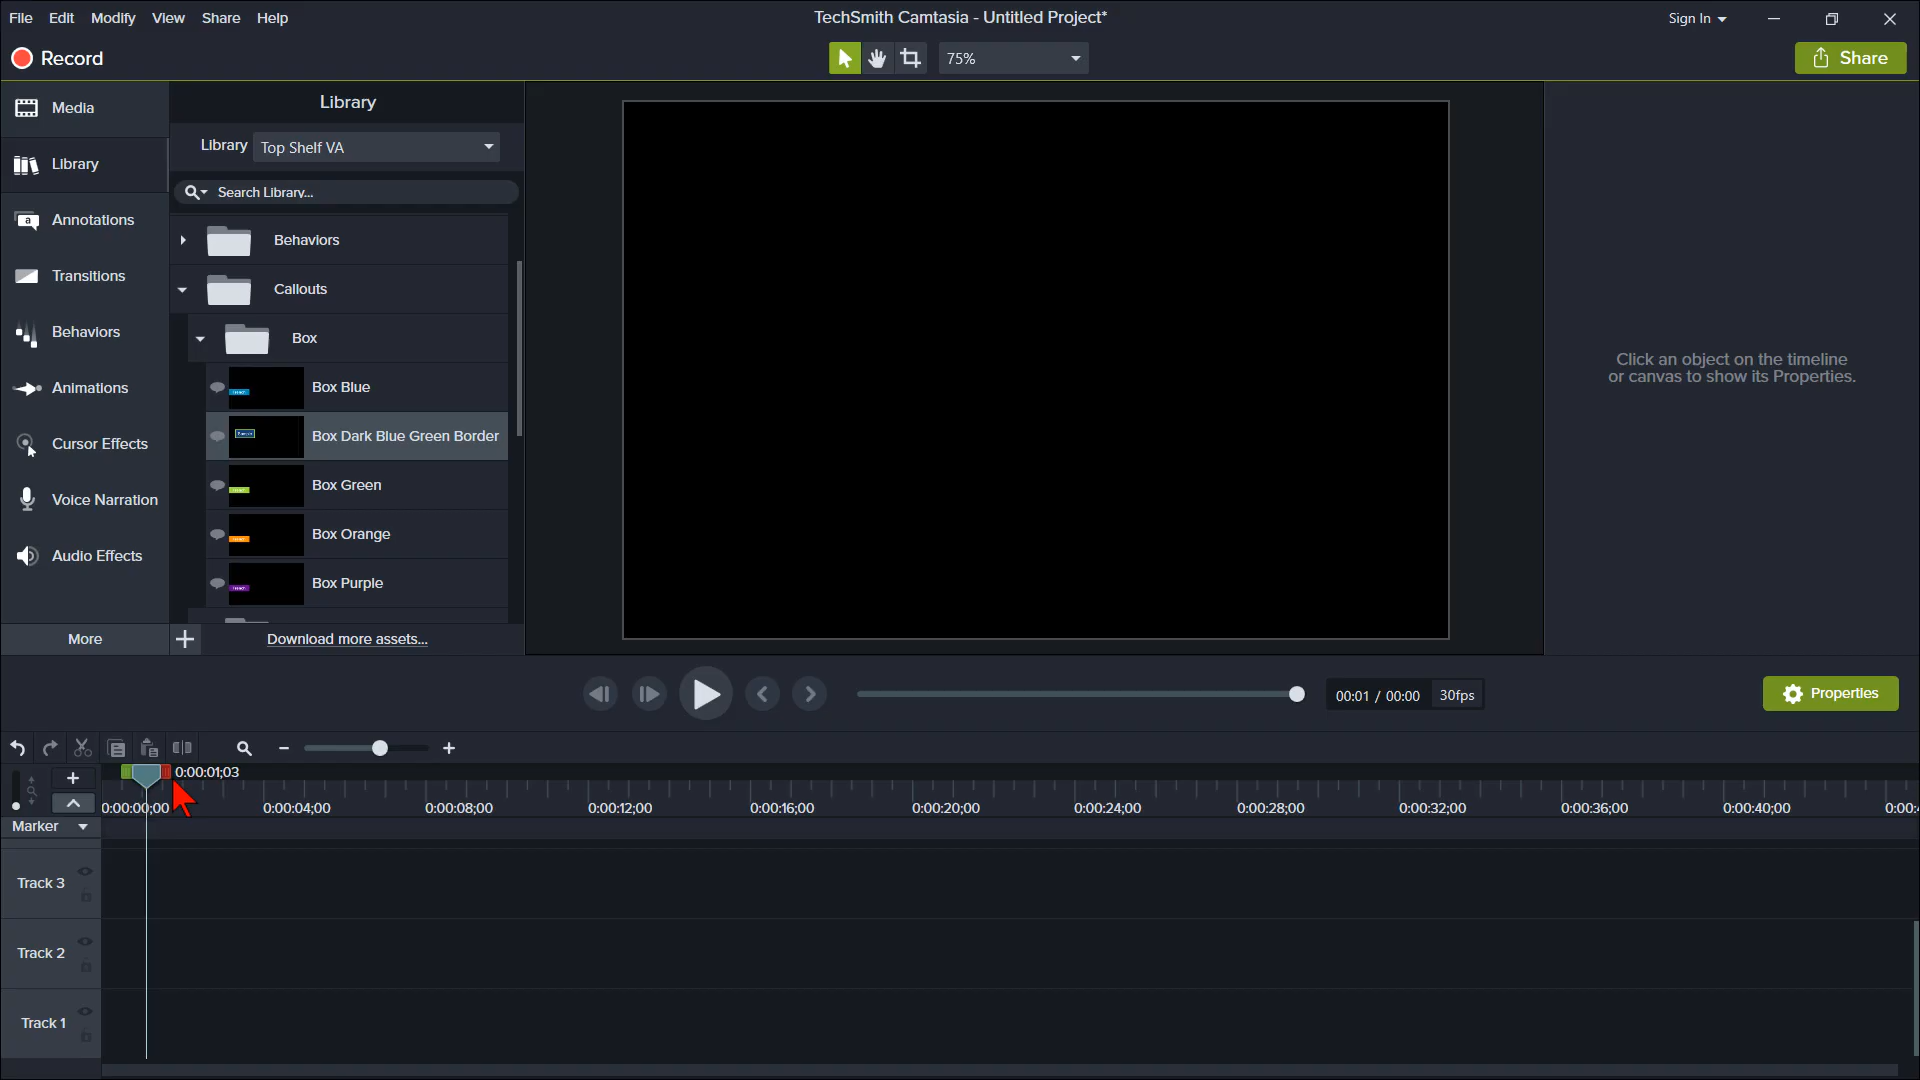 File Edit Modify View Share Help
TechSmith Camtasia - Untitled Project*
Sign In
Record
75%
Share
Media
Library
Annotations
Transitions
Behaviors
Animations
Cursor Effects
Voice Narration
Audio Effects
More
Library
Library Top Shelf VA
Search Library...
Behaviors
Callouts
Box
Box Blue
Box Dark Blue Green Border
Box Green
Box Orange
Box Purple
Download more assets...
Click an object on the timeline
or canvas to show its Properties.
00:01 / 00:00 30fps
Properties
0:00:01;03
0:00:00;00 0:00:04;00 0:00:08;00 0:00:12;00 0:00:16;00 0:00:20;00 0:00:24;00 0:00:28;00 0:00:32;00 0:00:36;00 0:00:40;00 0:00:
Marker
Track 3
Track 2
Track 1